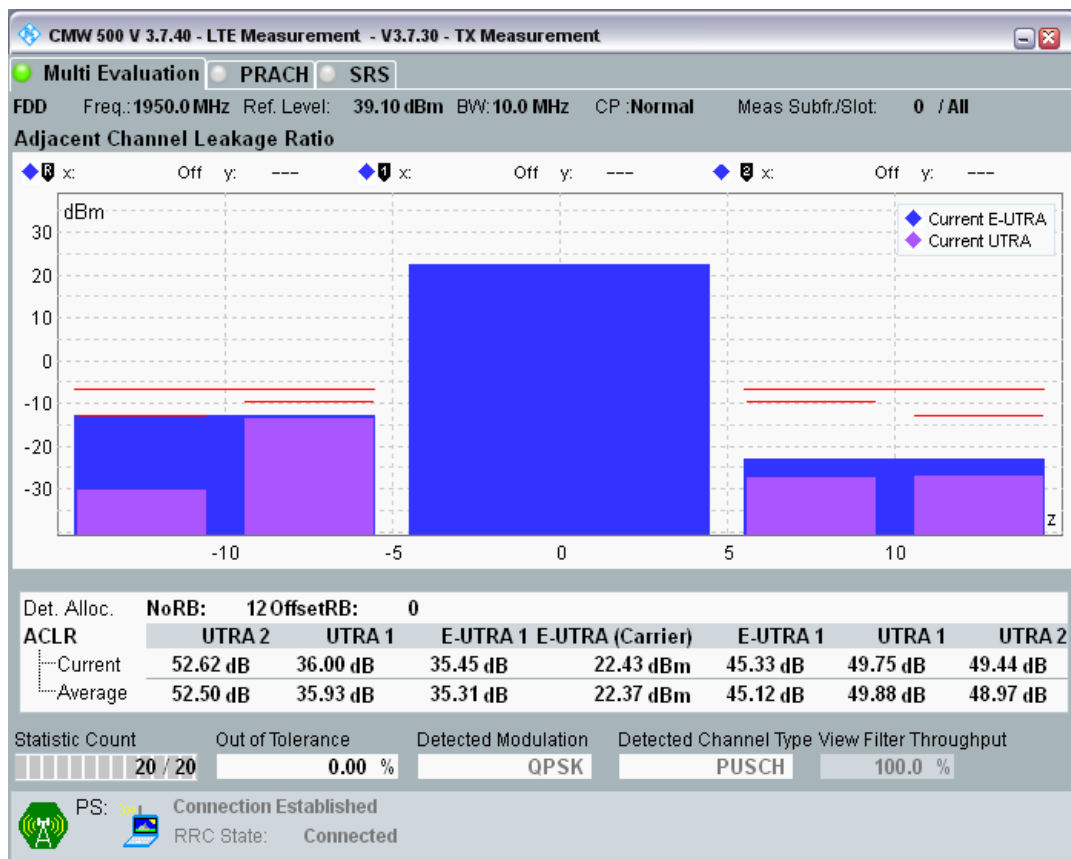 CMW 500 V 3.7.40 - LTE Measurement - V3.7.30 - TX Measurement
Multi Evaluation PRACH SRS
FDD Freq.: 1950.0 MHz Ref. Level: 39.10 dBm BW: 10.0 MHz CP :Normal Meas Subfr./Slot: 0 / All
Adjacent Channel Leakage Ratio
R x: Off y: --- 1 x: Off y: --- 2 x: Off y: ---
dBm
Current E-UTRA
Current UTRA
30
20
10
0
-10
-20
-30
z
-10 -5 0 5 10
Det. Alloc. NoRB: 12 OffsetRB: 0
ACLR UTRA 2 UTRA 1 E-UTRA 1 E-UTRA (Carrier) E-UTRA 1 UTRA 1 UTRA 2
Current 52.62 dB 36.00 dB 35.45 dB 22.43 dBm 45.33 dB 49.75 dB 49.44 dB
Average 52.50 dB 35.93 dB 35.31 dB 22.37 dBm 45.12 dB 49.88 dB 48.97 dB
Statistic Count Out of Tolerance Detected Modulation Detected Channel Type View Filter Throughput
20 / 20 0.00 % QPSK PUSCH 100.0 %
PS: Connection Established
RRC State: Connected